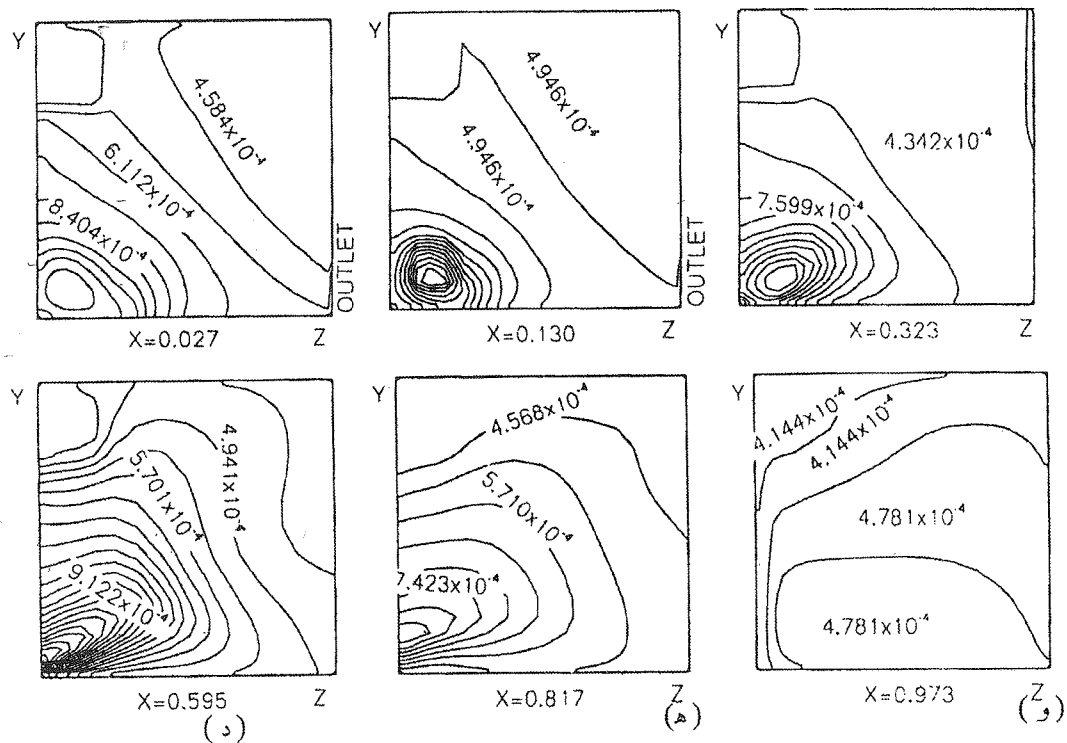 Y
4.584x10⁻⁴
6.112x10⁻⁴
8.404x10⁻⁴
OUTLET
X=0.027 Z
Y
4.946x10⁻⁴
4.946x10⁻⁴
OUTLET
X=0.130 Z
Y
4.342x10⁻⁴
7.599x10⁻⁴
X=0.323 Z
Y
4.941x10⁻⁴
5.701x10⁻⁴
9.122x10⁻⁴
X=0.595 Z
(د)
Y
4.568x10⁻⁴
5.710x10⁻⁴
7.423x10⁻⁴
X=0.817 Z
(ه)
Y
4.144x10⁻⁴
4.144x10⁻⁴
4.781x10⁻⁴
4.781x10⁻⁴
X=0.973 Z
(و)